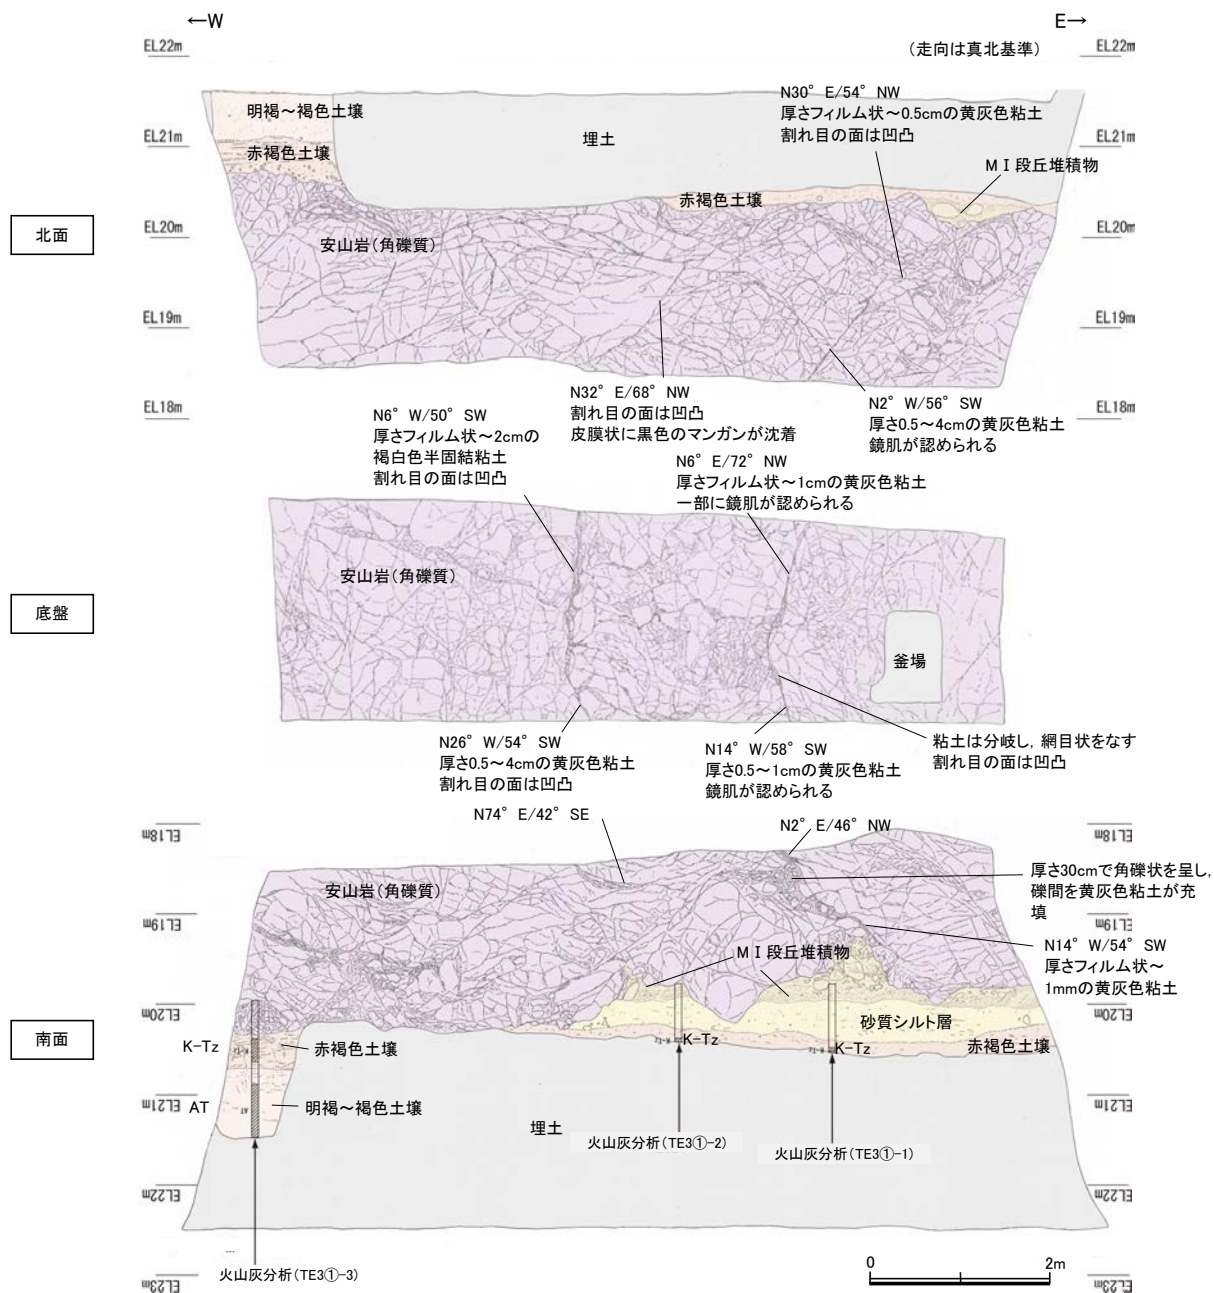 ←W
E→
EL22m
(走向は真北基準)
EL22m
N30° E/54° NW
厚さフィルム状～0.5cmの黄灰色粘土
割れ目の面は凹凸
明褐～褐色土壌
EL21m
埋土
EL21m
赤褐色土壌
MⅠ段丘堆積物
赤褐色土壌
北面
EL20m
安山岩(角礫質)
EL20m
EL19m
EL19m
N32° E/68° NW
割れ目の面は凹凸
皮膜状に黒色のマンガンが沈着
N2° W/56° SW
厚さ0.5～4cmの黄灰色粘土
鏡肌が認められる
EL18m
EL18m
N6° W/50° SW
厚さフィルム状～2cmの
褐白色半固結粘土
割れ目の面は凹凸
N6° E/72° NW
厚さフィルム状～1cmの黄灰色粘土
一部に鏡肌が認められる
安山岩(角礫質)
底盤
釜場
N26° W/54° SW
厚さ0.5～4cmの黄灰色粘土
割れ目の面は凹凸
N14° W/58° SW
厚さ0.5～1cmの黄灰色粘土
鏡肌が認められる
粘土は分岐し，網目状をなす
割れ目の面は凹凸
N74° E/42° SE
N2° E/46° NW
EL18m
EL18m
安山岩(角礫質)
厚さ30cmで角礫状を呈し，
礫間を黄灰色粘土が充
填
EL19m
EL19m
N14° W/54° SW
厚さフィルム状～
1mmの黄灰色粘土
MⅠ段丘堆積物
EL20m
EL20m
南面
砂質シルト層
K-Tz
K-Tz
赤褐色土壌
K-Tz
K-Tz
K-Tz
K-Tz
赤褐色土壌
EL21m
AT
AT
明褐～褐色土壌
EL21m
埋土
火山灰分析(TE3①-2)
火山灰分析(TE3①-1)
EL22m
EL22m
火山灰分析(TE3①-3)
EL23m
0
2m
EL23m